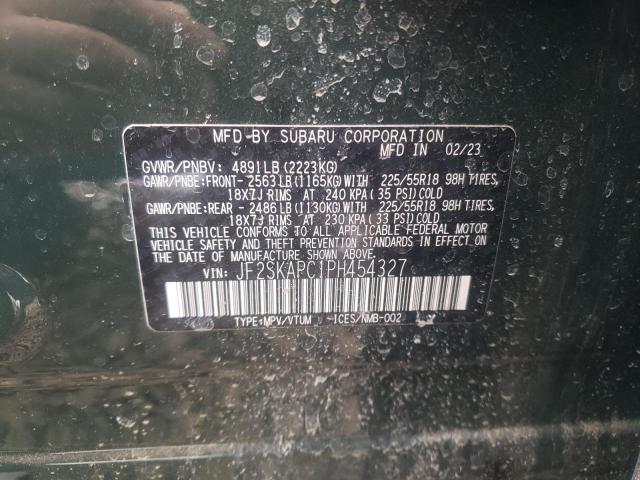 MFD BY SUBARU CORPORATION
MFD IN 02/23
GVWR/PNBV: 4891LB(2223KG)
GAWR/PNBE:FRONT-2563LB(1165KG)WITH 225/55R18 98H TIRES,
18X7J RIMS AT 240 KPA(35 PSI)COLD
GAWR/PNBE:REAR -2486LB(1130KG)WITH 225/55R18 98H TIRES,
18X7J RIMS AT 230 KPA(33 PSI)COLD
THIS VEHICLE CONFORMS TO ALL APPLICABLE FEDERAL MOTOR
VEHICLE SAFETY AND THEFT PREVENTION STANDARDS IN EFFECT ON
THE DATE OF MANUFACTURE SHOWN ABOVE.
VIN: JF2SKAPC1PH454327
TYPE:MPV/VTUM -ICES/NMB-002